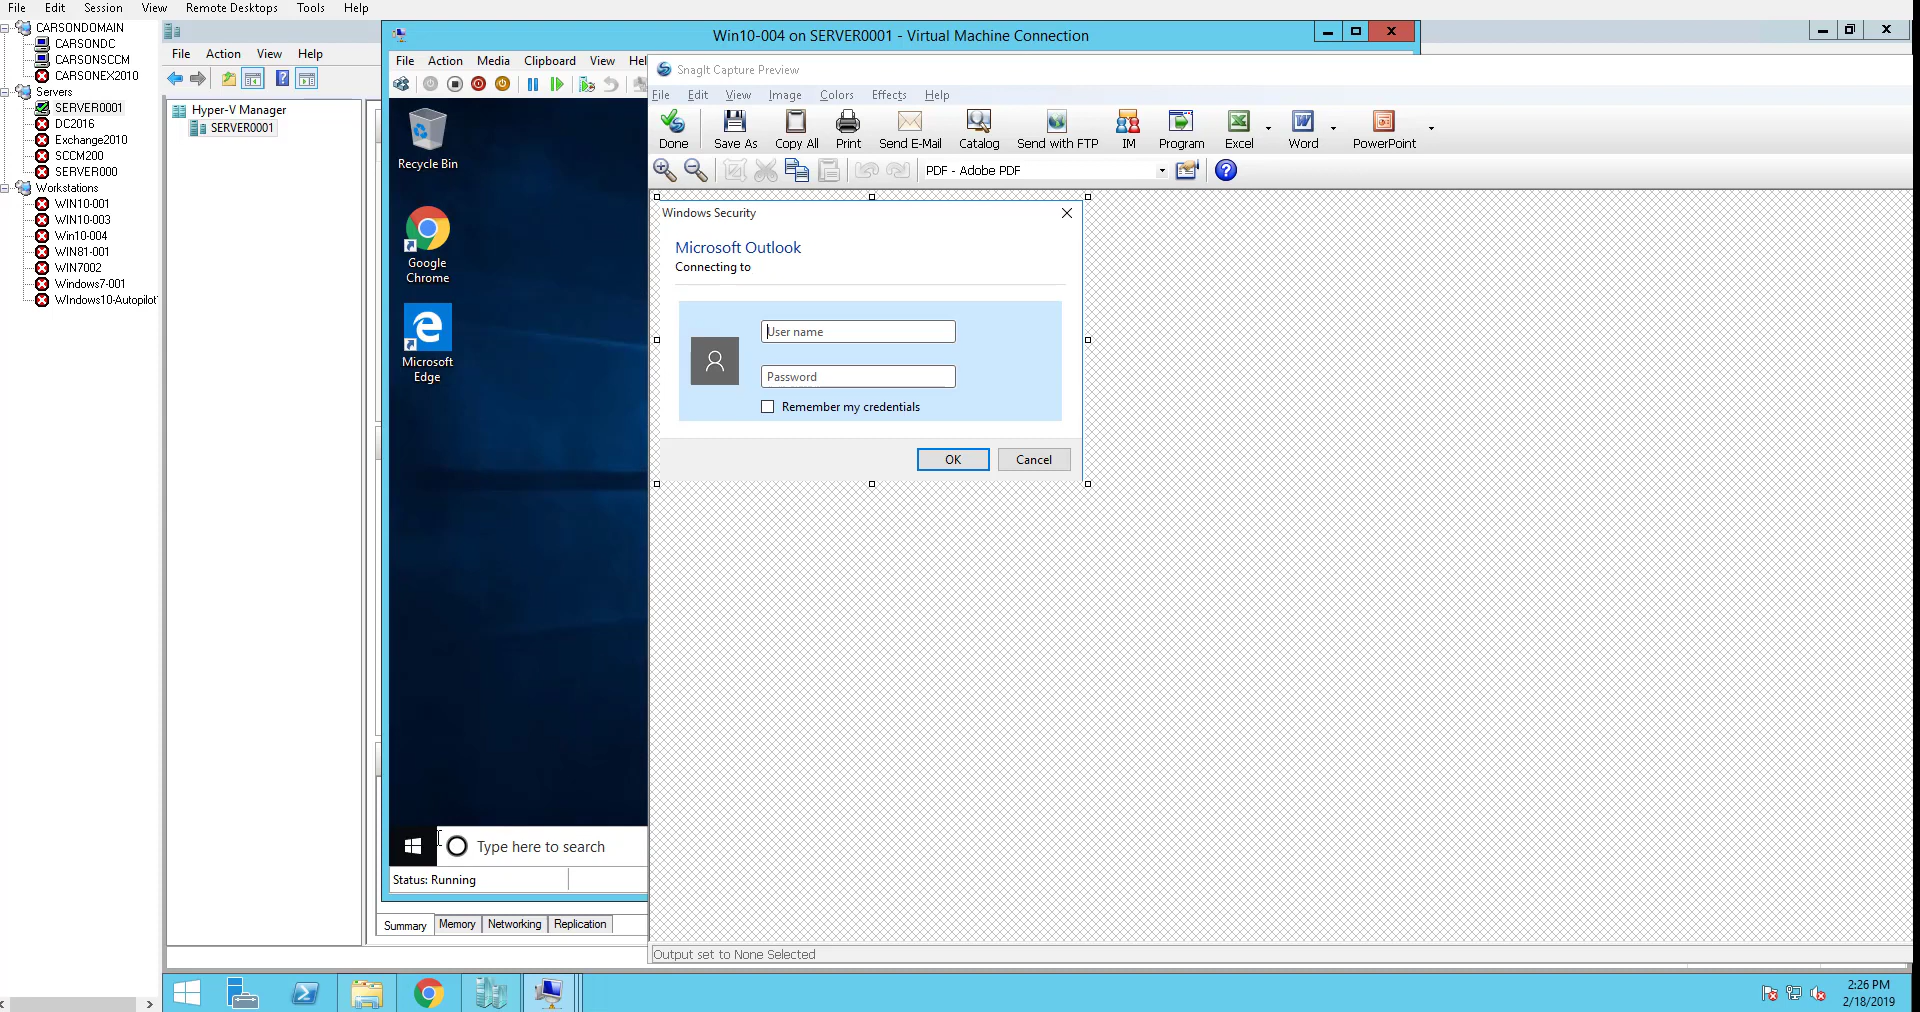 File Edit Session View Remote Desktops Tools Help
CARSONDOMAIN
CARSONDC
CARSONSCCM
CARSONEX2010
Servers
SERVER0001
DC2016
Exchange2010
SCCM200
SERVER000
Workstations
WIN10-001
WIN10-003
Win10-004
WIN81-001
WIN7002
Windows7-001
WIndows10-Autopilot
File Action View Help
Hyper-V Manager
SERVER0001
Win10-004 on SERVER0001 - Virtual Machine Connection
File Action Media Clipboard View Hel
Recycle Bin
Google
Chrome
Microsoft
Edge
Type here to search
Status: Running
Summary Memory Networking Replication
SnagIt Capture Preview
File Edit View Image Colors Effects Help
Done Save As Copy All Print Send E-Mail Catalog Send with FTP IM Program Excel Word PowerPoint
PDF - Adobe PDF
Windows Security
Microsoft Outlook
Connecting to
User name
Password
Remember my credentials
OK Cancel
Output set to None Selected
2:26 PM
2/18/2019